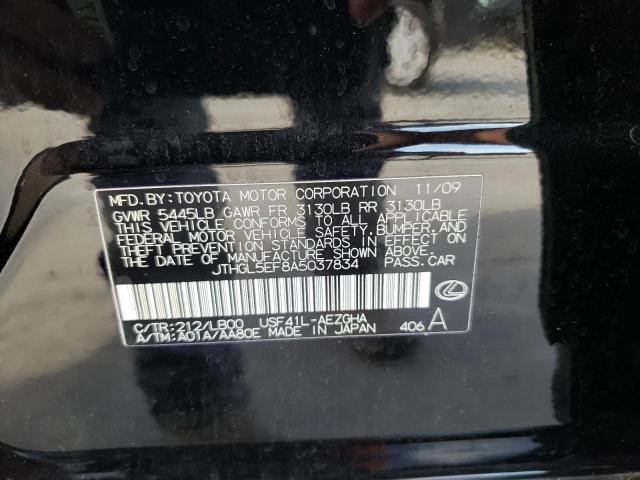 MFD.BY:TOYOTA MOTOR CORPORATION 11/09
GVWR 5445LB GAWR FR 3130LB RR 3130LB
THIS VEHICLE CONFORMS TO ALL APPLICABLE
FEDERAL MOTOR VEHICLE SAFETY,BUMPER, AND
THEFT PREVENTION STANDARDS IN EFFECT ON
THE DATE OF MANUFACTURE SHOWN ABOVE.
JTHGL5EF8A5037834 PASS.CAR
C/TR:212/LB00 USF41L-AEZGHA
A/TM:A01A/AA80E MADE IN JAPAN 406 A